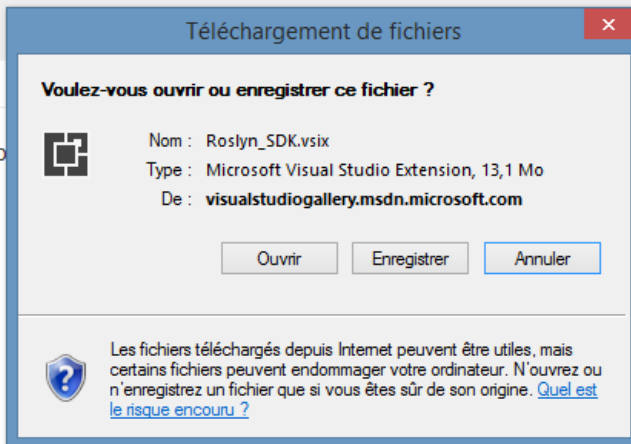 Téléchargement de fichiers
Voulez-vous ouvrir ou enregistrer ce fichier ?
Nom : Roslyn_SDK.vsix
Type : Microsoft Visual Studio Extension, 13,1 Mo
De : visualstudiogallery.msdn.microsoft.com
Ouvrir Enregistrer Annuler
Les fichiers téléchargés depuis Internet peuvent être utiles, mais
certains fichiers peuvent endommager votre ordinateur. N'ouvrez ou
n'enregistrez un fichier que si vous êtes sûr de son origine. Quel est
le risque encouru ?